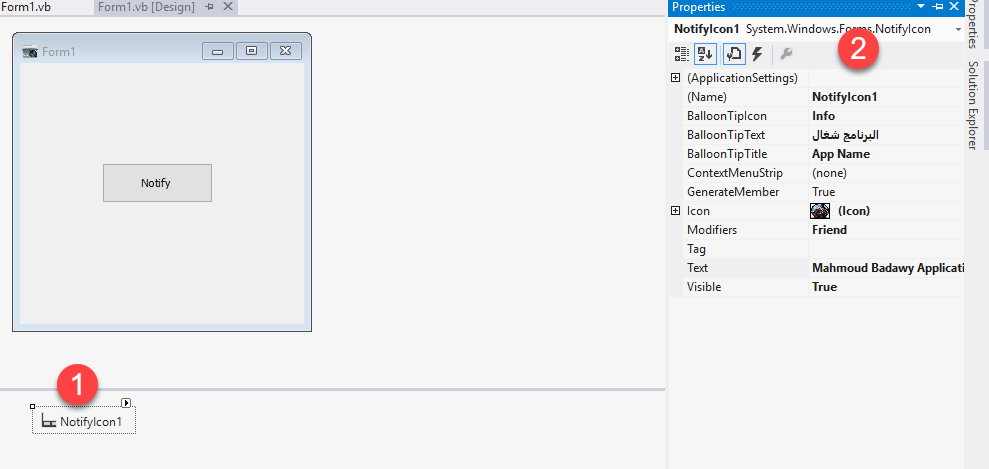 Form1.vb
Form1.vb [Design]
Form1
Notify
1
NotifyIcon1
Properties
NotifyIcon1 System.Windows.Forms.NotifyIcon
2
(ApplicationSettings)
(Name) NotifyIcon1
BalloonTipIcon Info
BalloonTipText البرنامج شغال
BalloonTipTitle App Name
ContextMenuStrip (none)
GenerateMember True
Icon (Icon)
Modifiers Friend
Tag
Text Mahmoud Badawy Applicati
Visible True
Properties
Solution Explorer